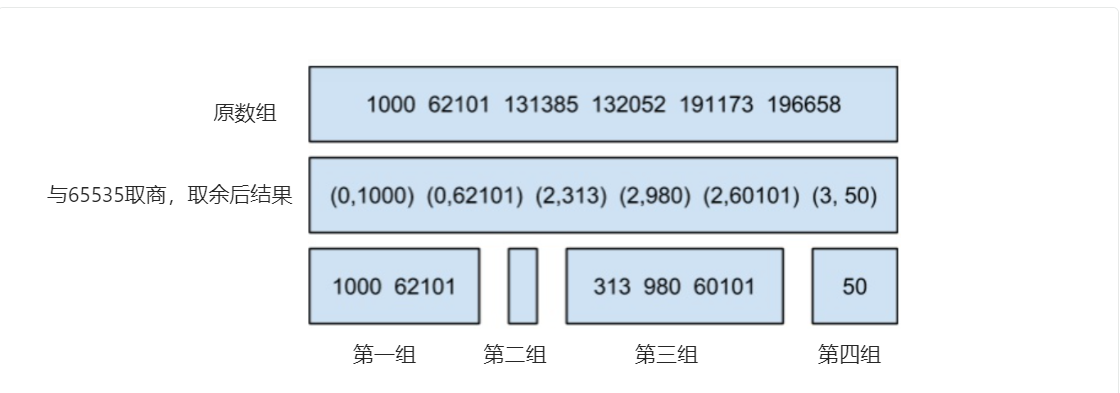 原数组
1000 62101 131385 132052 191173 196658
与65535取商，取余后结果
(0,1000) (0,62101) (2,313) (2,980) (2,60101) (3, 50)
1000 62101
313 980 60101
50
第一组 第二组 第三组 第四组